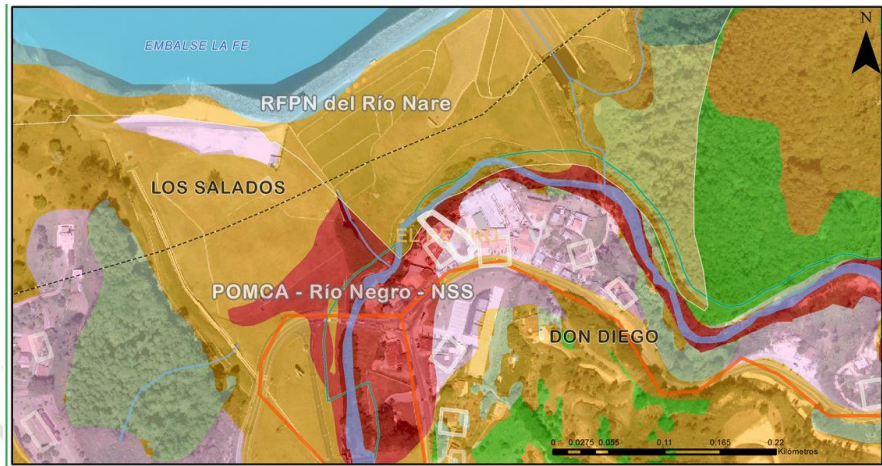 N
EMBALSE LA FE
RFPN del Río Nare
LOS SALADOS
POMCA - Río Negro - NSS
DON DIEGO
0 0.0275 0.055 0.11 0.165 0.22
Kilómetros